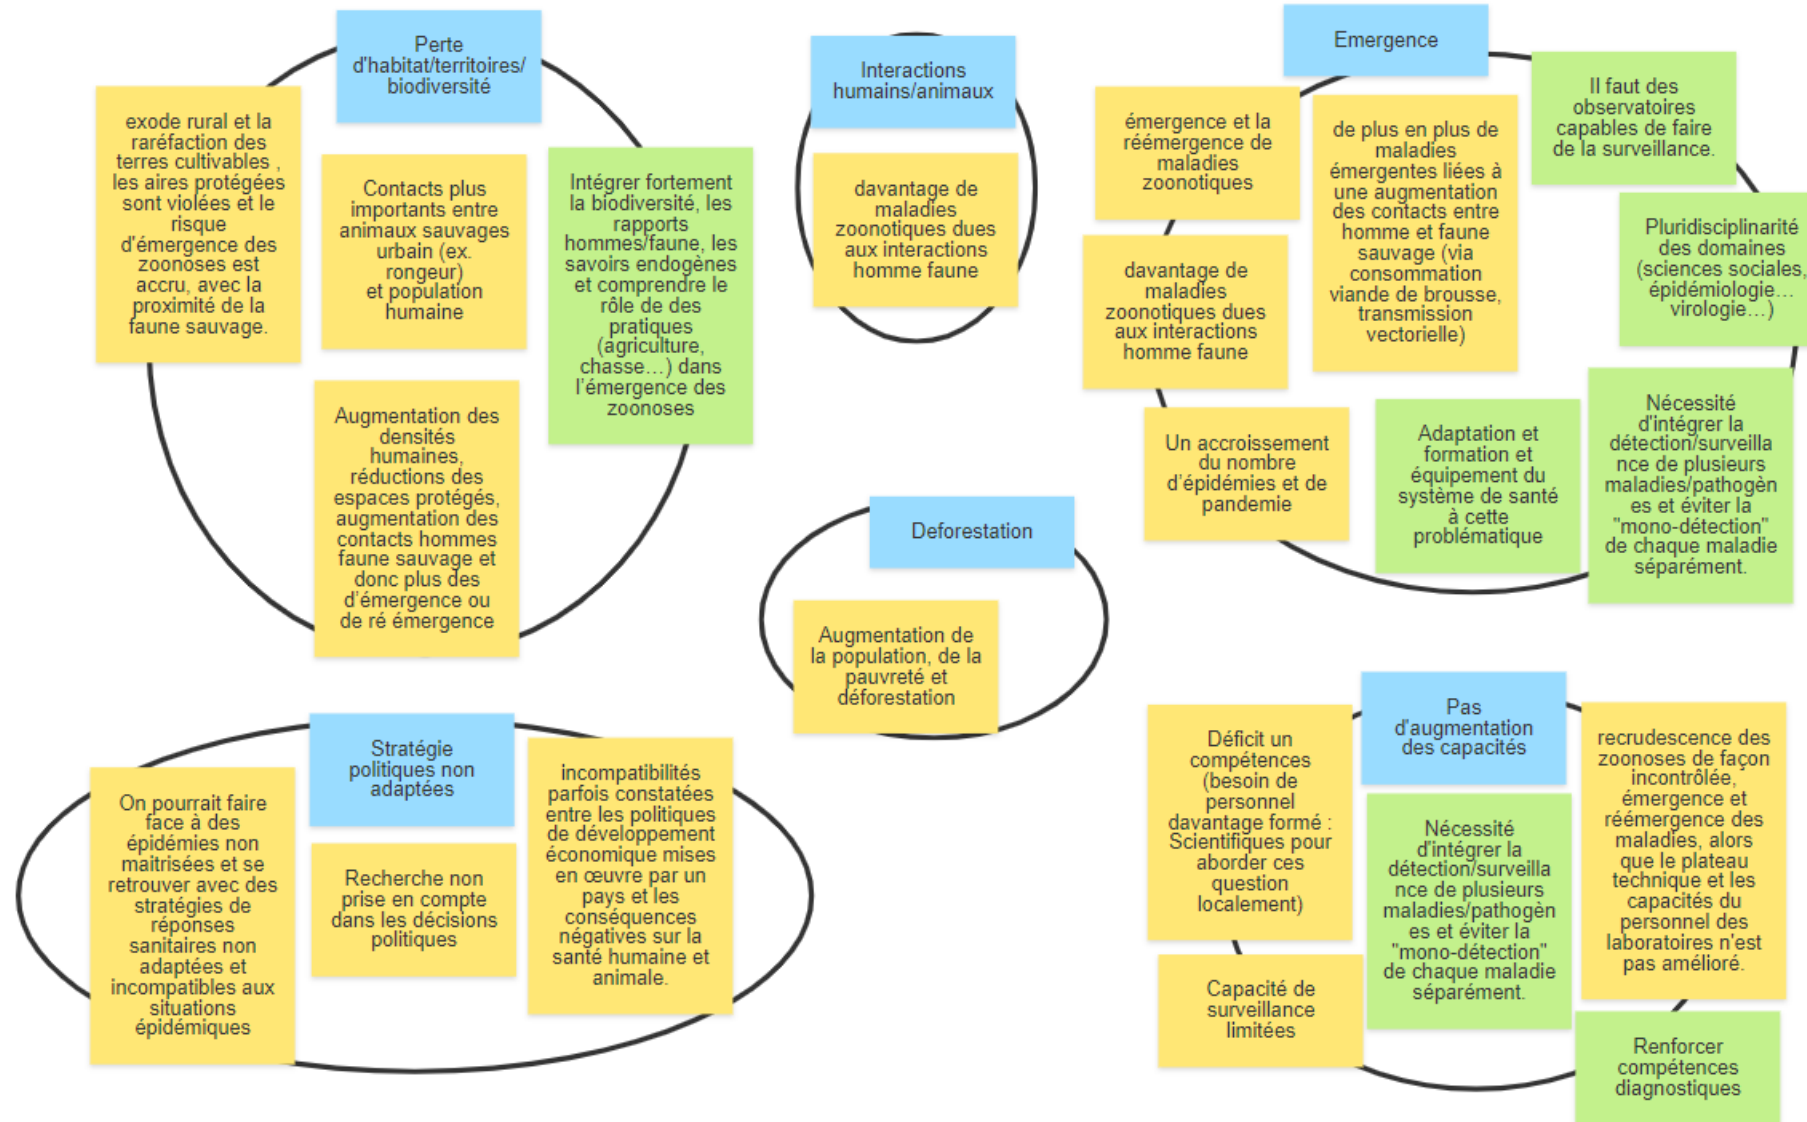 Perte
d'habitat/territoires/
biodiversité
exode rural et la
raréfaction des
terres cultivables ,
les aires protégées
sont violées et le
risque
d'émergence des
zoonoses est
accru, avec la
proximité de la
faune sauvage.
Contacts plus
importants entre
animaux sauvages
urbain (ex.
rongeur)
et population
humaine
Intégrer fortement
la biodiversité, les
rapports
hommes/faune, les
savoirs endogènes
et comprendre le
rôle de des
pratiques
(agriculture,
chasse...) dans
l'émergence des
zoonoses
Augmentation des
densités
humaines,
réductions des
espaces protégés,
augmentation des
contacts hommes
faune sauvage et
donc plus des
d'émergence ou
de ré émergence
Interactions
humains/animaux
davantage de
maladies
zoonotiques dues
aux interactions
homme faune
Emergence
émergence et la
réémergence de
maladies
zoonotiques
de plus en plus de
maladies
émergentes liées à
une augmentation
des contacts entre
homme et faune
sauvage (via
consommation
viande de brousse,
transmission
vectorielle)
Il faut des
observatoires
capables de faire
de la surveillance.
Pluridisciplinarité
des domaines
(sciences sociales,
épidémiologie...
virologie...)
davantage de
maladies
zoonotiques dues
aux interactions
homme faune
Un accroissement
du nombre
d'épidémies et de
pandemie
Adaptation et
formation et
équipement du
système de santé
à cette
problématique
Nécessité
d'intégrer la
détection/surveilla
nce de plusieurs
maladies/pathogèn
es et éviter la
"mono-détection"
de chaque maladie
séparément.
Deforestation
Augmentation de
la population, de la
pauvreté et
déforestation
Stratégie
politiques non
adaptées
On pourrait faire
face à des
épidémies non
maitrisées et se
retrouver avec des
stratégies de
réponses
sanitaires non
adaptées et
incompatibles aux
situations
épidémiques
Recherche non
prise en compte
dans les décisions
politiques
incompatibilités
parfois constatées
entre les politiques
de développement
économique mises
en œuvre par un
pays et les
conséquences
négatives sur la
santé humaine et
animale.
Pas
d'augmentation
des capacités
Déficit un
compétences
(besoin de
personnel
davantage formé :
Scientifiques pour
aborder ces
question
localement)
Nécessité
d'intégrer la
détection/surveilla
nce de plusieurs
maladies/pathogèn
es et éviter la
"mono-détection"
de chaque maladie
séparément.
recrudescence des
zoonoses de façon
incontrôlée,
émergence et
réémergence des
maladies, alors
que le plateau
technique et les
capacités du
personnel des
laboratoires n'est
pas amélioré.
Capacité de
surveillance
limitées
Renforcer
compétences
diagnostiques